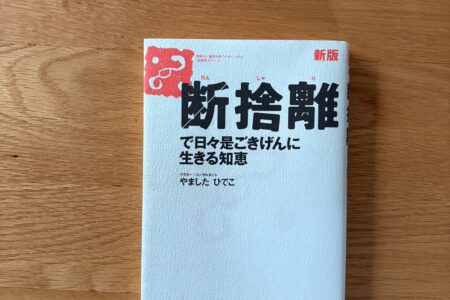 新版
だん しゃ り
断捨離
で日々是ごきげんに
生きる知恵
クラター・コンサルタント
やました ひでこ